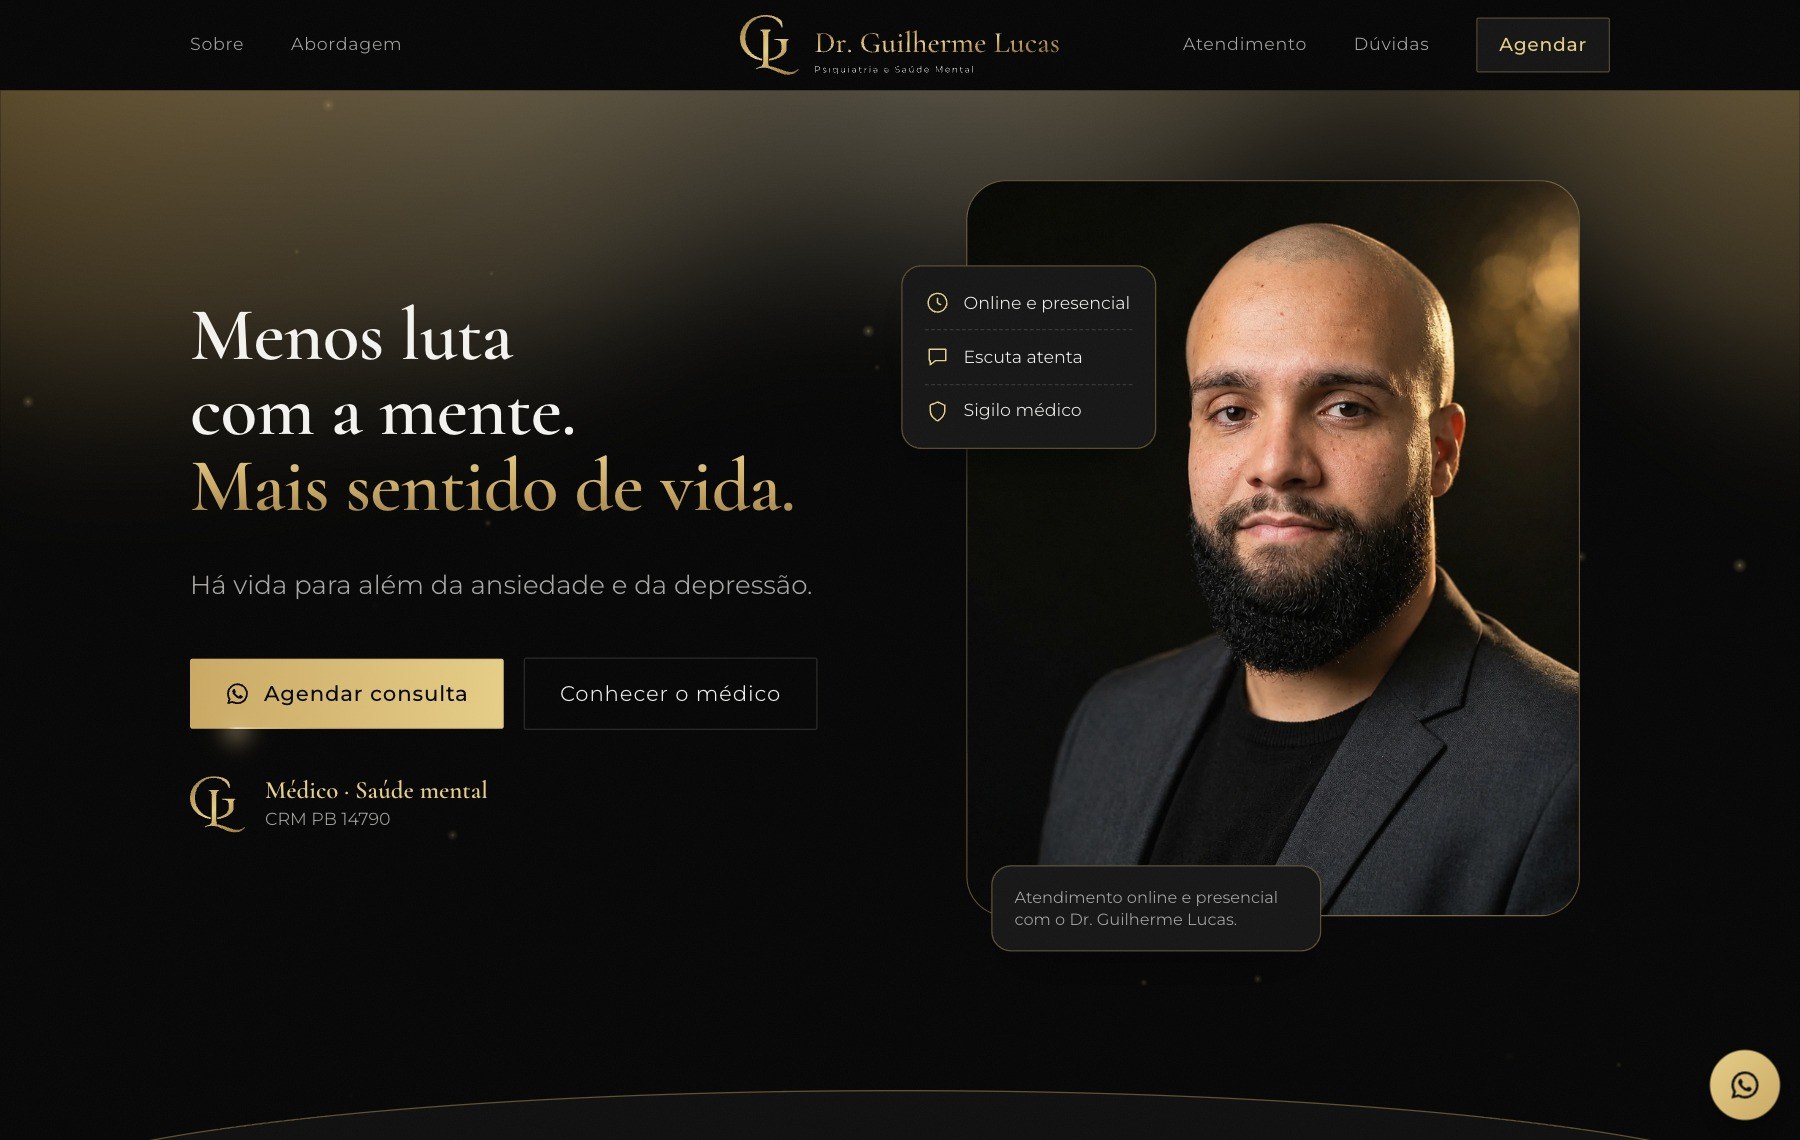 Sobre
Abordagem
GL
Dr. Guilherme Lucas
Psiquiatria e Saúde Mental
Atendimento
Dúvidas
Agendar
Menos luta
com a mente.
Mais sentido de vida.
Há vida para além da ansiedade e da depressão.
Agendar consulta
Conhecer o médico
GL
Médico · Saúde mental
CRM PB 14790
Online e presencial
Escuta atenta
Sigilo médico
Atendimento online e presencial
com o Dr. Guilherme Lucas.